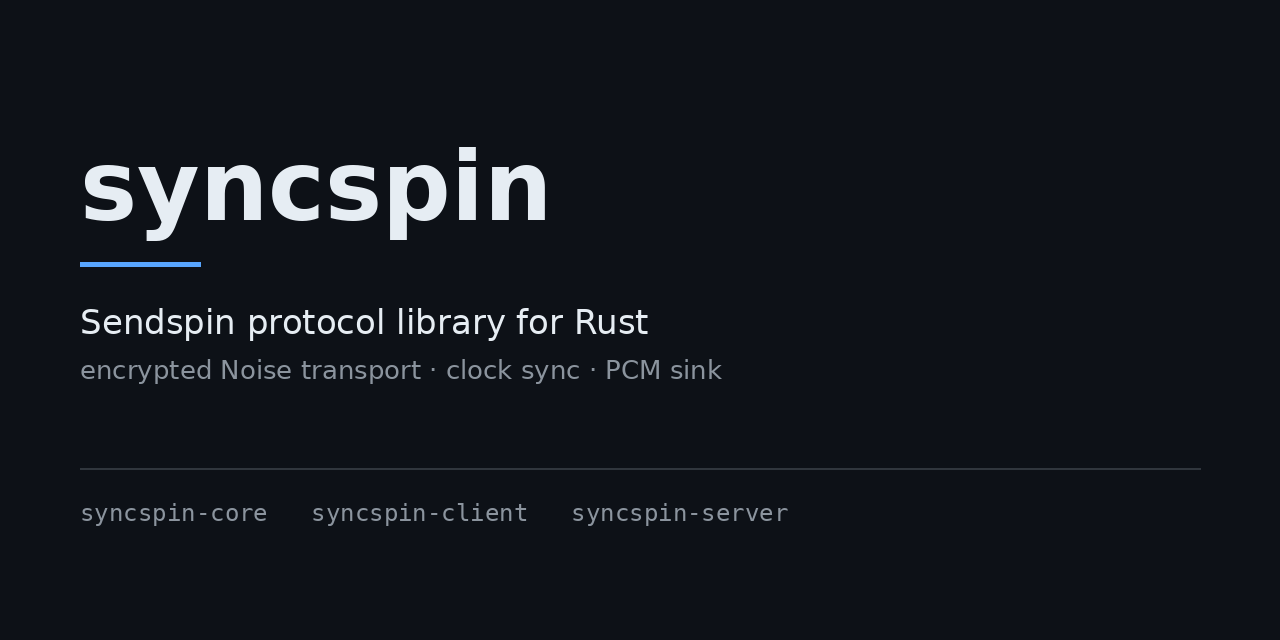 syncspin
Sendspin protocol library for Rust
encrypted Noise transport · clock sync · PCM sink
syncspin-core syncspin-client syncspin-server